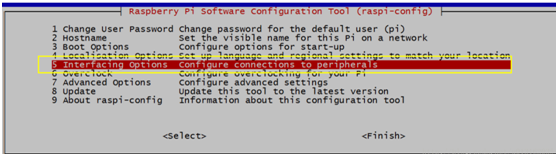 Raspberry Pi Software Configuration Tool (raspi-config)
1 Change User Password Change password for the default user (pi)
2 Hostname Set the visible name for this Pi on a network
3 Boot Options Configure options for start-up
4 Localisation Options Set up language and regional settings to match your location
5 Interfacing Options Configure connections to peripherals
6 Overclock Configure overclocking for your Pi
7 Advanced Options Configure advanced settings
8 Update Update this tool to the latest version
9 About raspi-config Information about this configuration tool
<Select> <Finish>